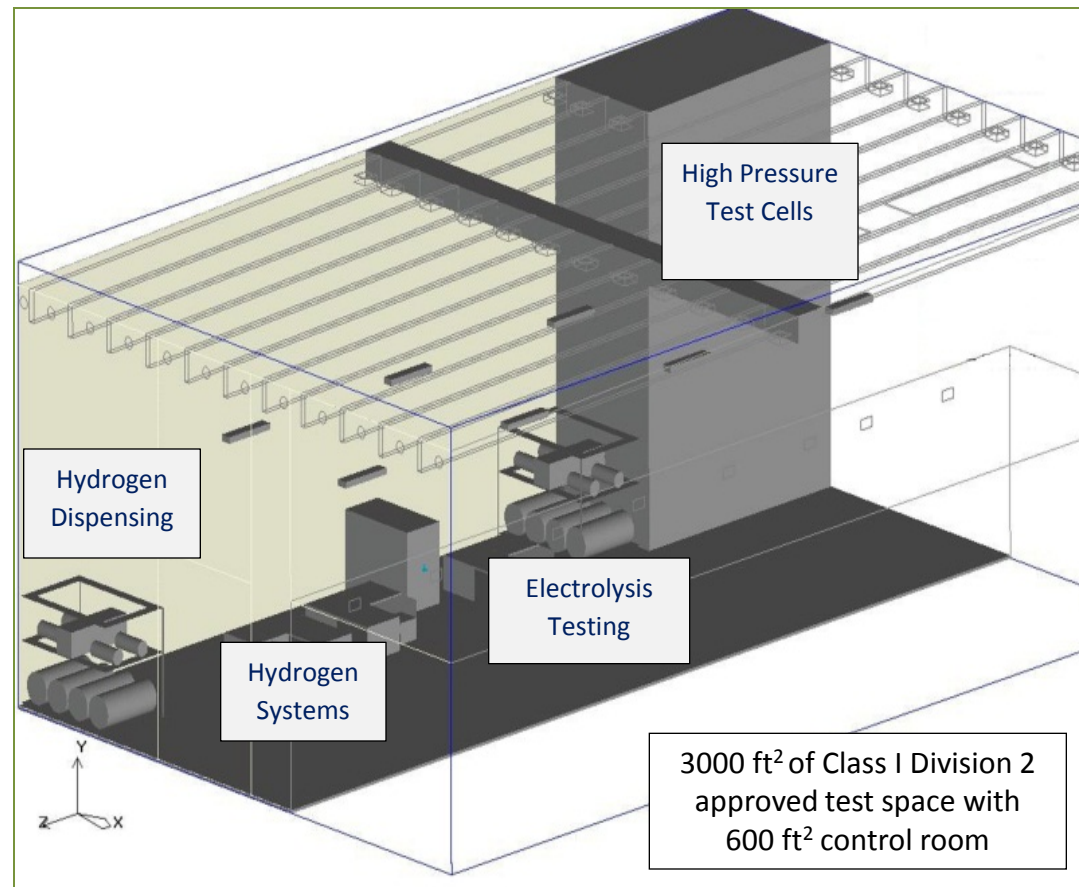 High Pressure
Test Cells
Hydrogen
Dispensing
Electrolysis
Testing
Hydrogen
Systems
Y
Z
X
3000 ft² of Class I Division 2
approved test space with
600 ft² control room